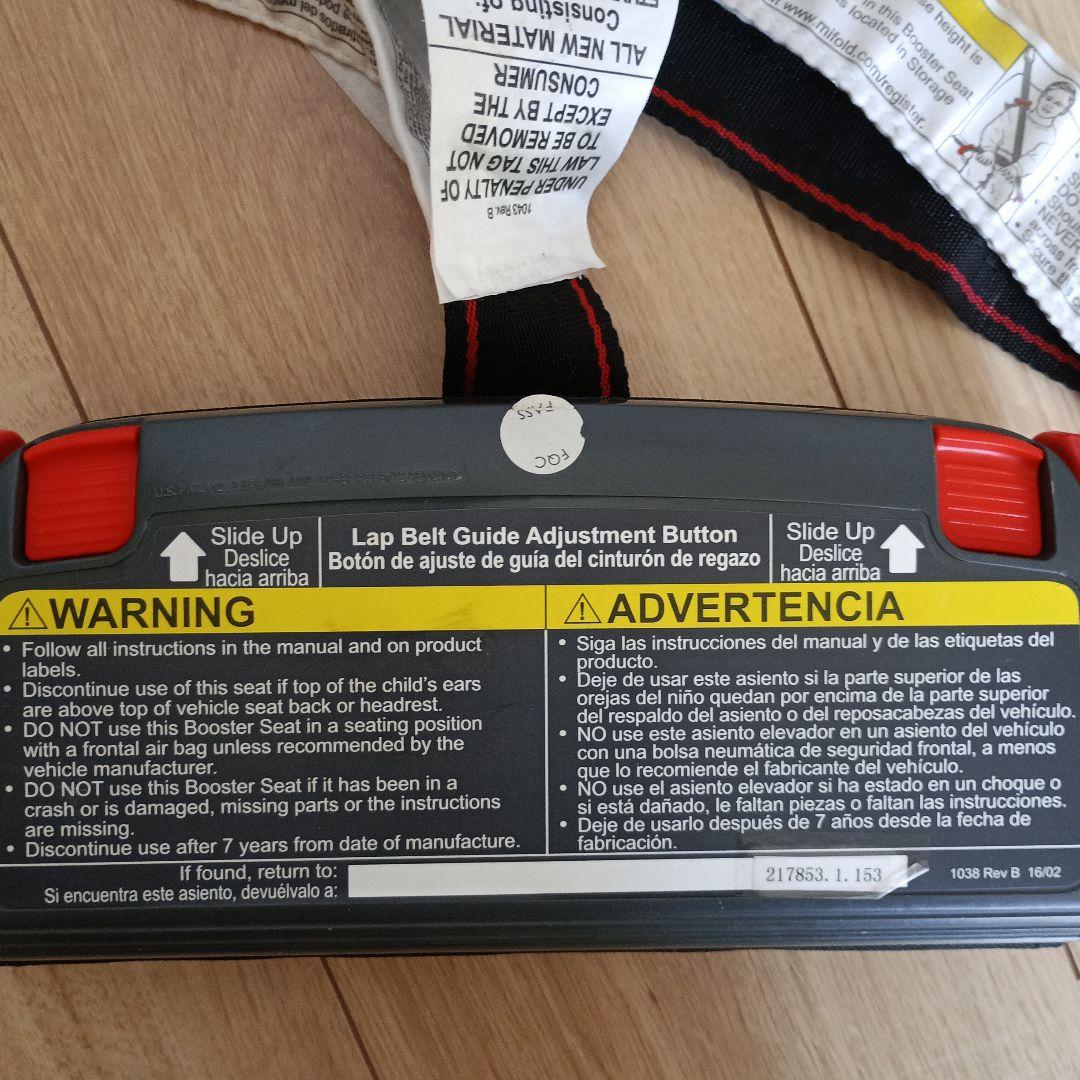 ALL NEW MATERIAL
Consisting of:
1043 Rev. B
UNDER PENALTY OF
LAW THIS TAG NOT
TO BE REMOVED
EXCEPT BY THE
CONSUMER
height is
in this Booster Seat
is located in Storage
www.mifold.com/register.
DO
NEVER
across
FQC
PASS
Slide Up
Deslice
hacia arriba
Lap Belt Guide Adjustment Button
Botón de ajuste de guía del cinturón de regazo
Slide Up
Deslice
hacia arriba
WARNING
• Follow all instructions in the manual and on product
labels.
• Discontinue use of this seat if top of the child's ears
are above top of vehicle seat back or headrest.
• DO NOT use this Booster Seat in a seating position
with a frontal air bag unless recommended by the
vehicle manufacturer.
• DO NOT use this Booster Seat if it has been in a
crash or is damaged, missing parts or the instructions
are missing.
• Discontinue use after 7 years from date of manufacture.
ADVERTENCIA
• Siga las instrucciones del manual y de las etiquetas del
producto.
• Deje de usar este asiento si la parte superior de las
orejas del niño quedan por encima de la parte superior
del respaldo del asiento o del reposacabezas del vehículo.
• NO use este asiento elevador en un asiento del vehículo
con una bolsa neumática de seguridad frontal, a menos
que lo recomiende el fabricante del vehículo.
• NO use el asiento elevador si ha estado en un choque o
si está dañado, le faltan piezas o faltan las instrucciones.
• Deje de usarlo después de 7 años desde la fecha de
fabricación.
If found, return to:
Si encuentra este asiento, devuélvalo a:
217853.1.153
1038 Rev B 16/02